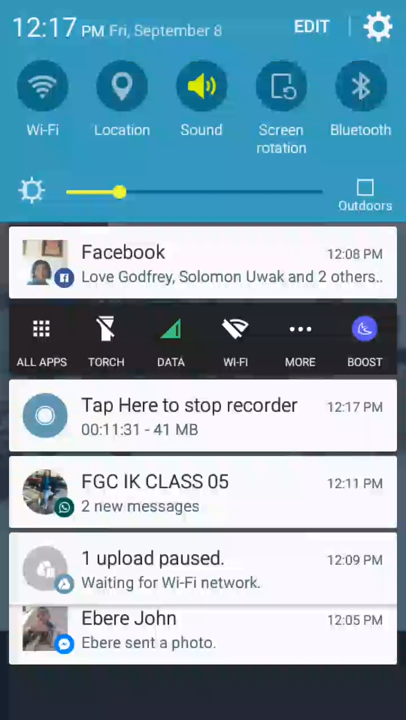 12:17 PM Fri, September 8 EDIT
Wi-Fi Location Sound Screen rotation Bluetooth
Outdoors
Facebook 12:08 PM
Love Godfrey, Solomon Uwak and 2 others..
ALL APPS TORCH DATA WI-FI MORE BOOST
Tap Here to stop recorder 12:17 PM
00:11:31 - 41 MB
FGC IK CLASS 05 12:11 PM
2 new messages
1 upload paused. 12:09 PM
Waiting for Wi-Fi network.
Ebere John 12:05 PM
Ebere sent a photo.